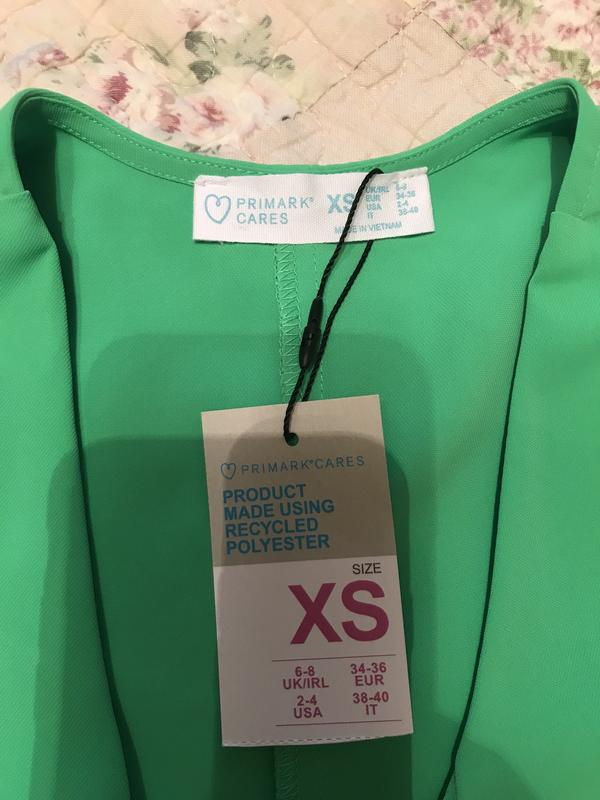 PRIMARK®
CARES
XS
UK/IRL 6-8
EUR 34-36
USA 2-4
IT 38-40
MADE IN VIETNAM
PRIMARK®CARES
PRODUCT
MADE USING
RECYCLED
POLYESTER
SIZE
XS
6-8
UK/IRL
34-36
EUR
2-4
USA
38-40
IT